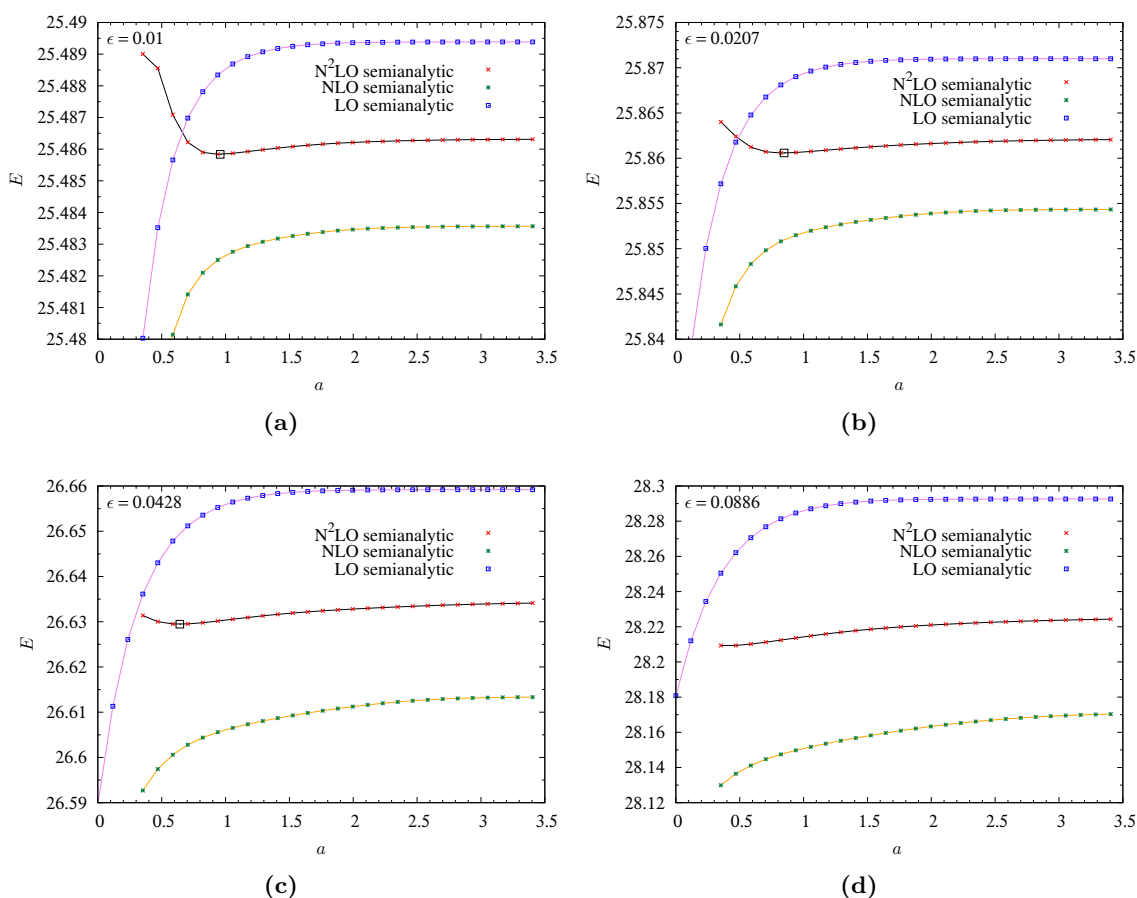 ϵ = 0.01
N²LO semianalytic
NLO semianalytic
LO semianalytic
E
25.489
25.488
25.487
25.486
25.485
25.484
25.483
25.482
25.481
25.48
0 0.5 1 1.5 2 2.5 3 3.5
a
(a)
25.875
ϵ = 0.0207
N²LO semianalytic
NLO semianalytic
LO semianalytic
E
25.87
25.865
25.86
25.855
25.85
25.845
25.84
0 0.5 1 1.5 2 2.5 3 3.5
a
(b)
26.66
ϵ = 0.0428
N²LO semianalytic
NLO semianalytic
LO semianalytic
E
26.65
26.64
26.63
26.62
26.61
26.6
26.59
0 0.5 1 1.5 2 2.5 3 3.5
a
(c)
28.3
ϵ = 0.0886
N²LO semianalytic
NLO semianalytic
LO semianalytic
E
28.28
28.26
28.24
28.22
28.2
28.18
28.16
28.14
28.12
0 0.5 1 1.5 2 2.5 3 3.5
a
(d)